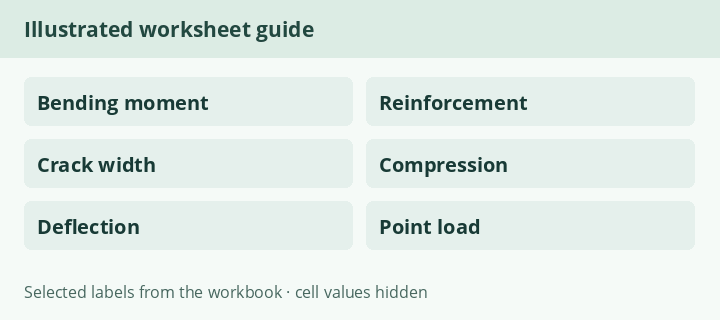 Illustrated worksheet guide
Bending moment
Reinforcement
Crack width
Compression
Deflection
Point load
Selected labels from the workbook · cell values hidden